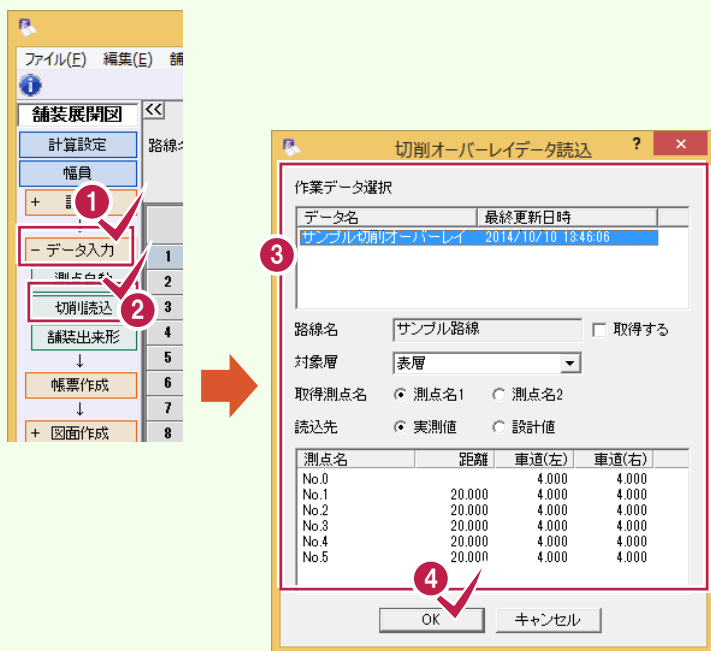 ファイル(F) 編集(E) 舗
舗装展開図
<<
計算設定
路線名
幅員
+
1
↓
- データ入力
2
切削読込
舗装出来形
↓
帳票作成
↓
+ 図面作成
1
2
3
4
5
6
7
8
切削オーバーレイデータ読込 ? ×
3
作業データ選択
データ名 最終更新日時
サンプル切削オーバーレイ 2014/10/10 13:46:06
路線名 サンプル路線 取得する
対象層 表層
取得測点名 測点名1 測点名2
読込先 実測値 設計値
測点名 距離 車道(左) 車道(右)
No.0 4.000 4.000
No.1 20.000 4.000 4.000
No.2 20.000 4.000 4.000
No.3 20.000 4.000 4.000
No.4 20.000 4.000 4.000
No.5 20.000 4.000 4.000
4
OK キャンセル